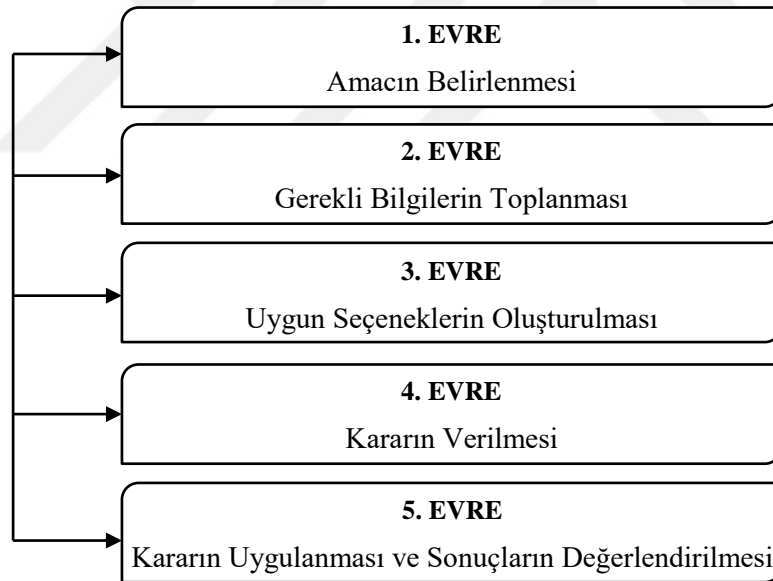 1. EVRE
Amacın Belirlenmesi
2. EVRE
Gerekli Bilgilerin Toplanması
3. EVRE
Uygun Seçeneklerin Oluşturulması
4. EVRE
Kararın Verilmesi
5. EVRE
Kararın Uygulanması ve Sonuçların Değerlendirilmesi